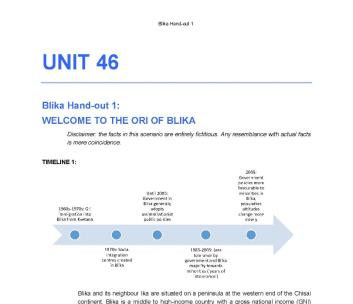 Blika Hand-out 1
UNIT 46
Blika Hand-out 1:
WELCOME TO THE ORI OF BLIKA
Disclaimer: the facts in this scenario are entirely fictitious. Any resemblance with actual facts
is mere coincidence.
TIMELINE 1:
1960s-1970s: Ori
immigration into
Blika from Kwetana
1970s: Social
integration
centres created
in Blika
Until 2005:
Government in
Blika generally
adopts
assimilationist
public policies
1985-2005: Less
tolerance by
government and Blika
majority towards
minorities (years of
intolerance)
2005:
Government
policies more
favourable to
minorities in
Blika,
population
attitudes
change more
slowly
Blika and its neighbour Ika are situated on a peninsula at the western end of the Chisai
continent. Blika is a middle to high-income country with a gross national income (GNI)